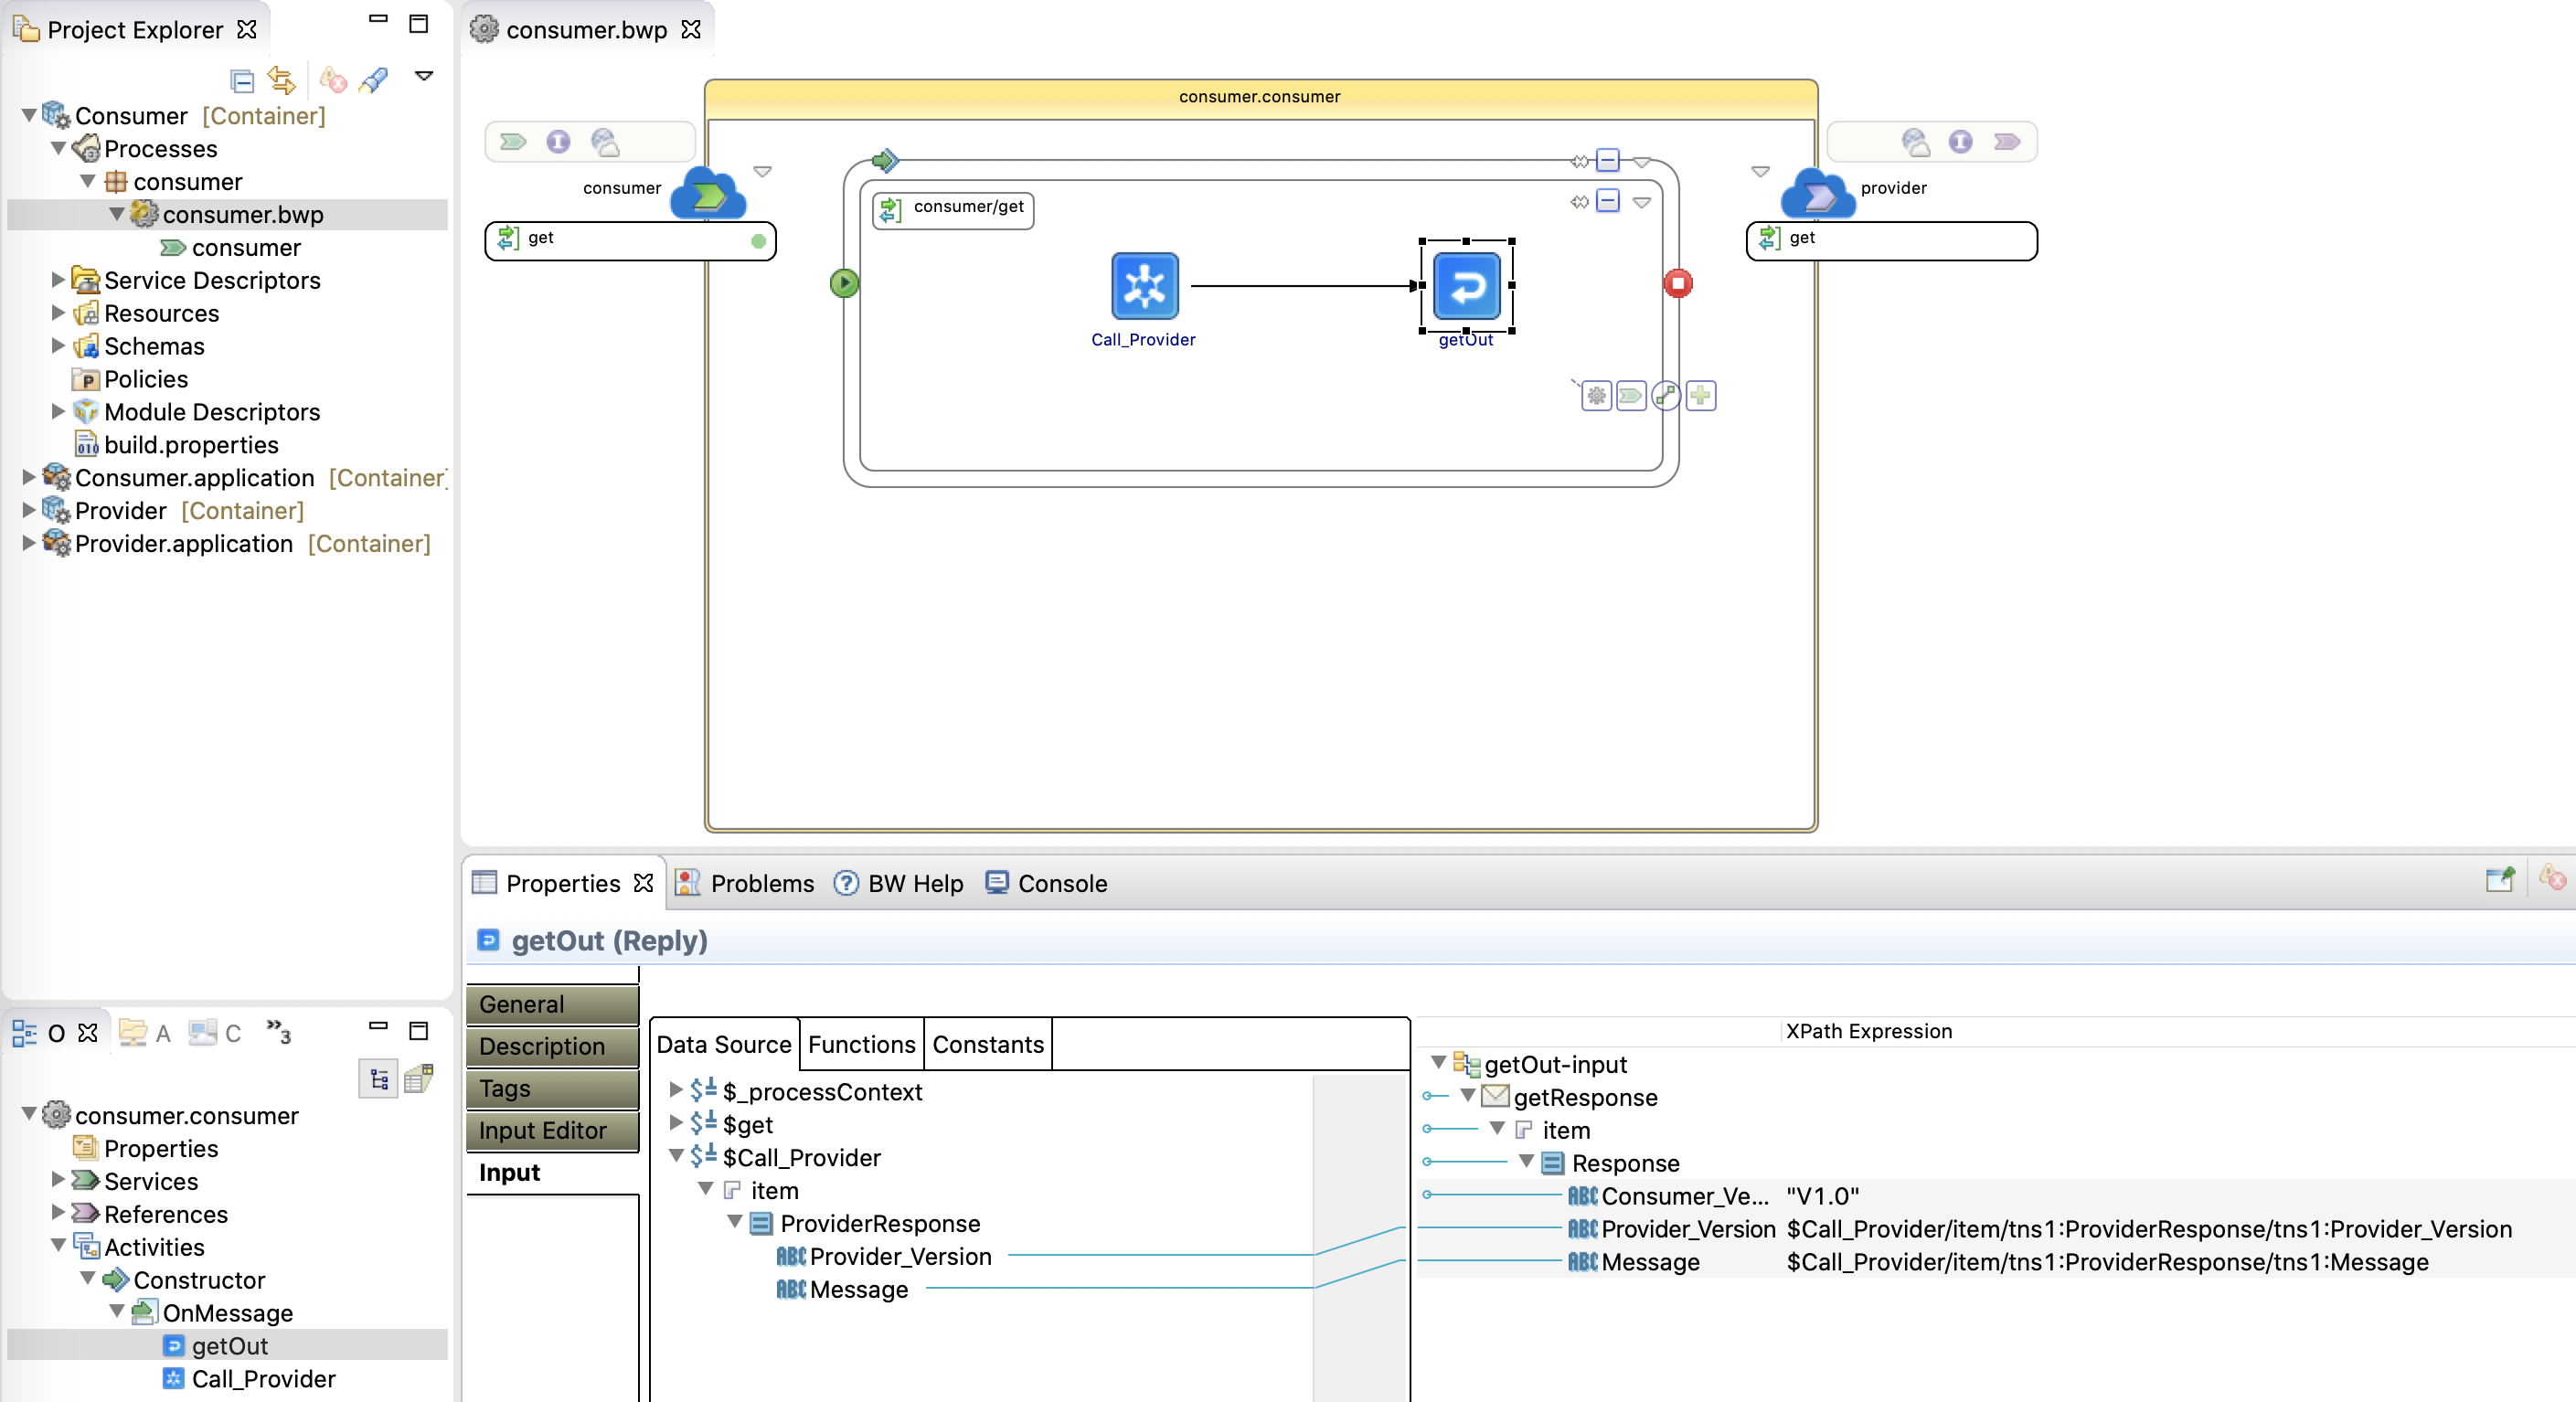 Project Explorer
Consumer [Container]
Processes
consumer
consumer.bwp
consumer
Service Descriptors
Resources
Schemas
Policies
Module Descriptors
build.properties
Consumer.application [Container]
Provider [Container]
Provider.application [Container]
O A C »3
consumer.consumer
Properties
Services
References
Activities
Constructor
OnMessage
getOut
Call_Provider
consumer.bwp
consumer.consumer
consumer
get
consumer/get
Call_Provider
getOut
provider
get
Properties Problems BW Help Console
getOut (Reply)
General
Description
Tags
Input Editor
Input
Data Source Functions Constants
$_processContext
$get
$Call_Provider
item
ProviderResponse
ABC Provider_Version
ABC Message
XPath Expression
getOut-input
getResponse
item
Response
ABC Consumer_Ve... "V1.0"
ABC Provider_Version $Call_Provider/item/tns1:ProviderResponse/tns1:Provider_Version
ABC Message $Call_Provider/item/tns1:ProviderResponse/tns1:Message